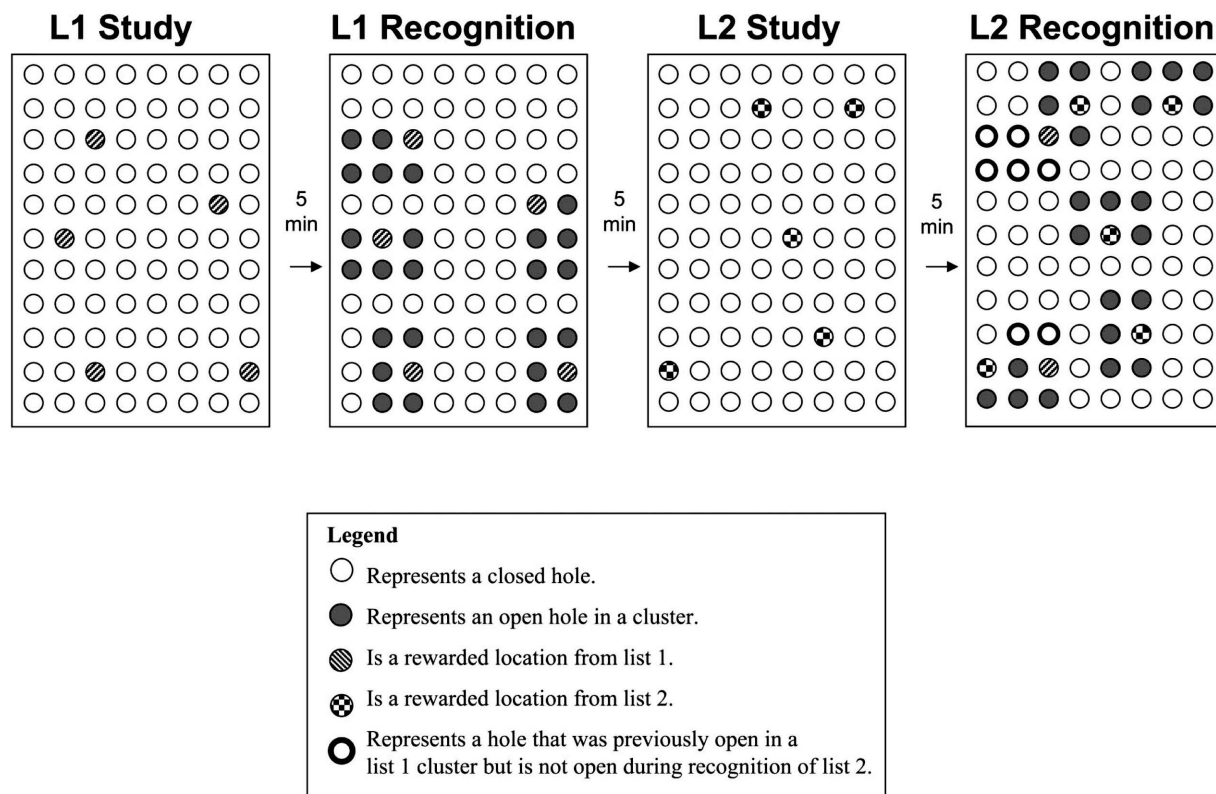 L1 Study
L1 Recognition
L2 Study
L2 Recognition
5
min
5
min
5
min
Legend
Represents a closed hole.
Represents an open hole in a cluster.
Is a rewarded location from list 1.
Is a rewarded location from list 2.
Represents a hole that was previously open in a
list 1 cluster but is not open during recognition of list 2.